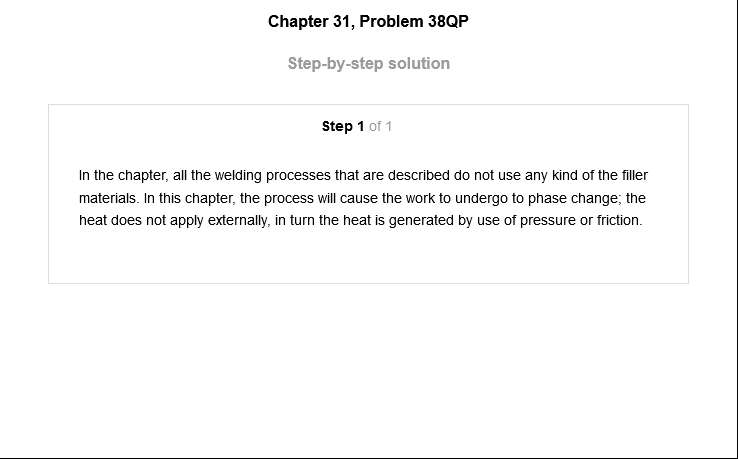 Chapter 31, Problem 38QP
Step-by-step solution
Step 1 of 1
In the chapter, all the welding processes that are described do not use any kind of the filler
materials. In this chapter, the process will cause the work to undergo to phase change; the
heat does not apply externally, in turn the heat is generated by use of pressure or friction.